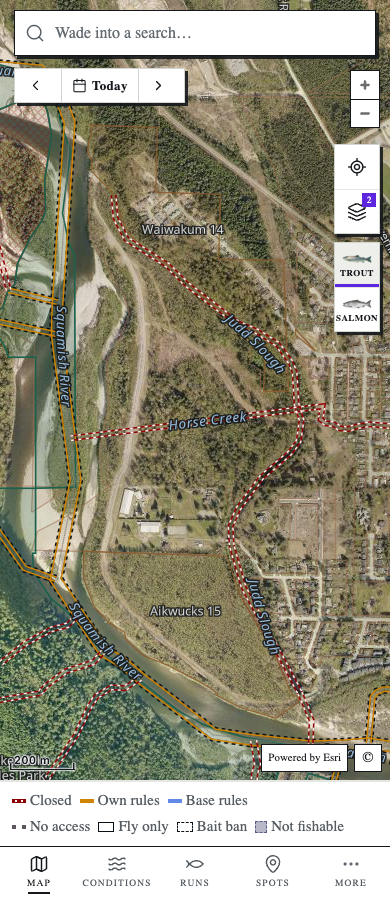 Wade into a search…
Today
2
TROUT
SALMON
Waiwakum 14
Judd Slough
Squamish River
Horse Creek
Aikwucks 15
Judd Slough
Squamish River
200 m
les Park
Powered by Esri
©
Closed
Own rules
Base rules
No access
Fly only
Bait ban
Not fishable
MAP
CONDITIONS
RUNS
SPOTS
MORE